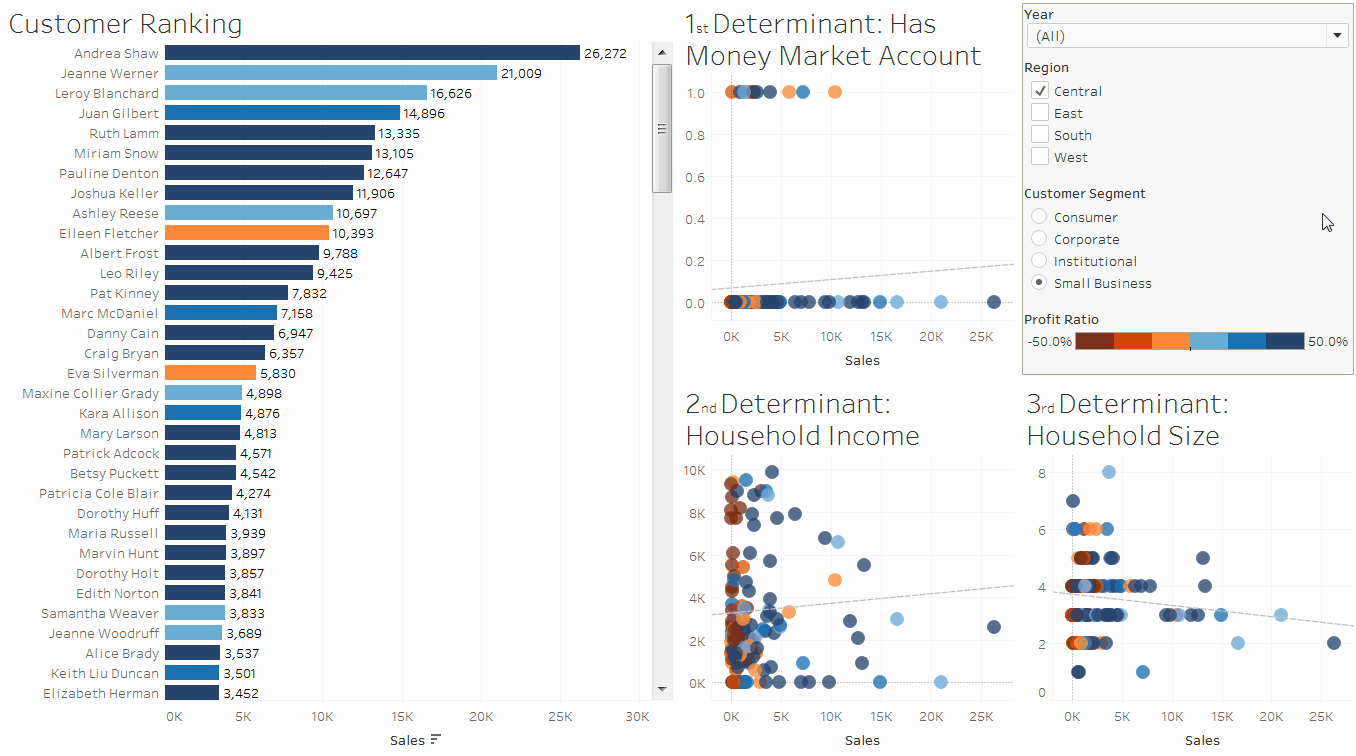 Customer Ranking
Andrea Shaw 26,272
Jeanne Werner 21,009
Leroy Blanchard 16,626
Juan Gilbert 14,896
Ruth Lamm 13,335
Miriam Snow 13,105
Pauline Denton 12,647
Joshua Keller 11,906
Ashley Reese 10,697
Eileen Fletcher 10,393
Albert Frost 9,788
Leo Riley 9,425
Pat Kinney 7,832
Marc McDaniel 7,158
Danny Cain 6,947
Craig Bryan 6,357
Eva Silverman 5,830
Maxine Collier Grady 4,898
Kara Allison 4,876
Mary Larson 4,813
Patrick Adcock 4,571
Betsy Puckett 4,542
Patricia Cole Blair 4,274
Dorothy Huff 4,131
Maria Russell 3,939
Marvin Hunt 3,897
Dorothy Holt 3,857
Edith Norton 3,841
Samantha Weaver 3,833
Jeanne Woodruff 3,689
Alice Brady 3,537
Keith Liu Duncan 3,501
Elizabeth Herman 3,452
0K 5K 10K 15K 20K 25K 30K
Sales
1st Determinant: Has
Money Market Account
1.0
0.8
0.6
0.4
0.2
0.0
0K 5K 10K 15K 20K 25K
Sales
Year
(All)
Region
Central
East
South
West
Customer Segment
Consumer
Corporate
Institutional
Small Business
Profit Ratio
-50.0% 50.0%
2nd Determinant:
Household Income
10K
8K
6K
4K
2K
0K
0K 5K 10K 15K 20K 25K
Sales
3rd Determinant:
Household Size
8
6
4
2
0
0K 5K 10K 15K 20K 25K
Sales